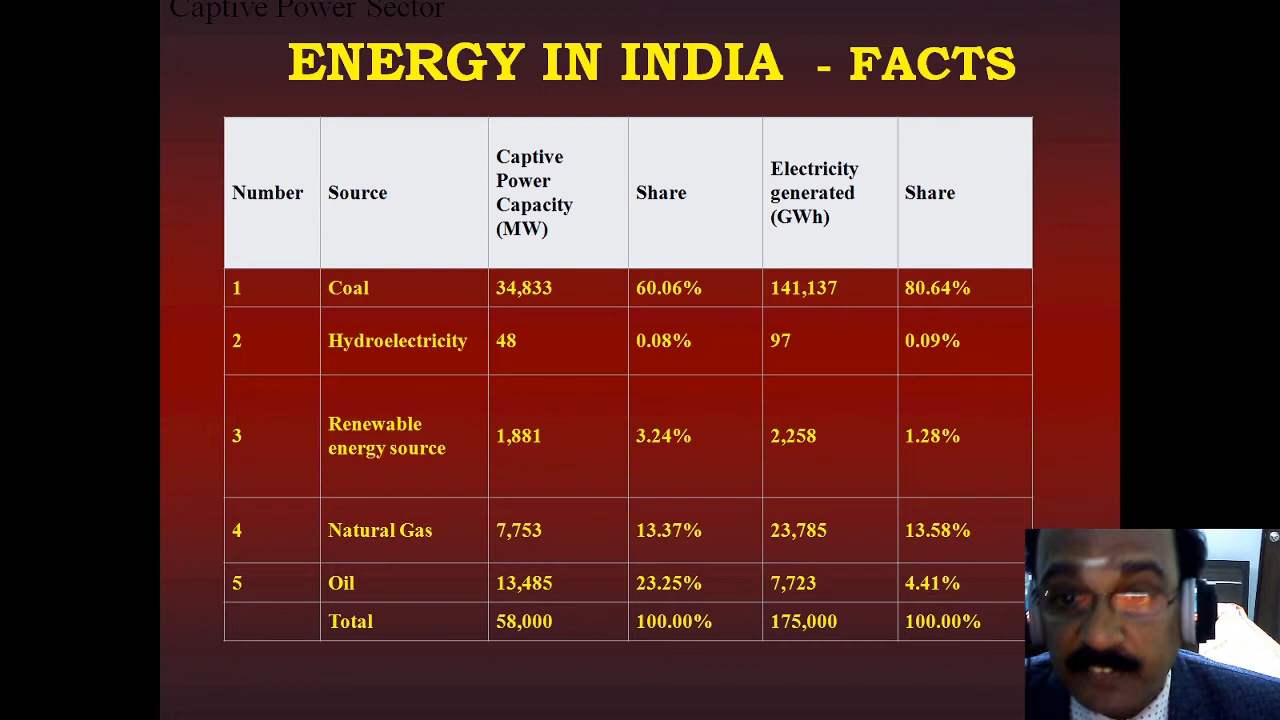 Captive Power Sector
ENERGY IN INDIA - FACTS
Number Source Captive Power Capacity (MW) Share Electricity generated (GWh) Share
1 Coal 34,833 60.06% 141,137 80.64%
2 Hydroelectricity 48 0.08% 97 0.09%
3 Renewable energy source 1,881 3.24% 2,258 1.28%
4 Natural Gas 7,753 13.37% 23,785 13.58%
5 Oil 13,485 23.25% 7,723 4.41%
Total 58,000 100.00% 175,000 100.00%